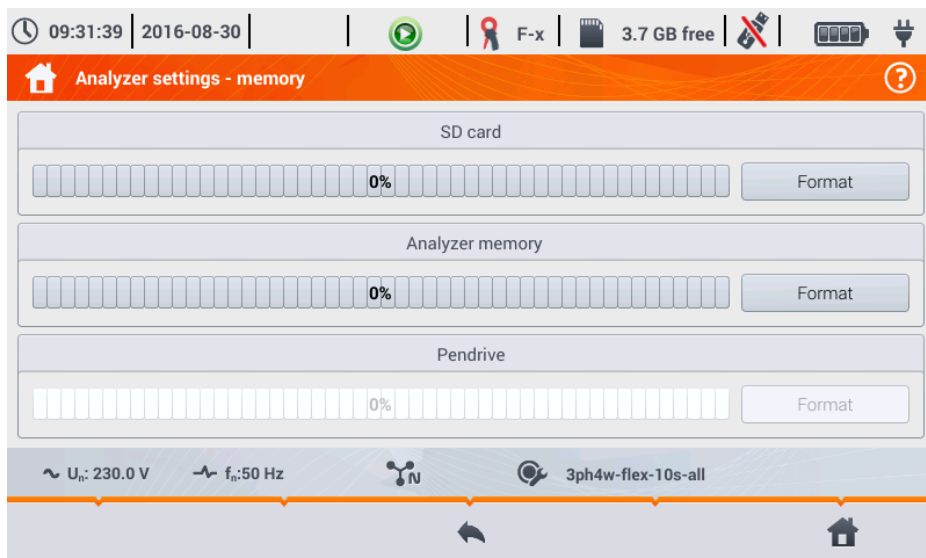 09:31:39 2016-08-30 F-x 3.7 GB free
Analyzer settings - memory ?
SD card
0% Format
Analyzer memory
0% Format
Pendrive
0% Format
Uₙ: 230.0 V fₙ:50 Hz N 3ph4w-flex-10s-all